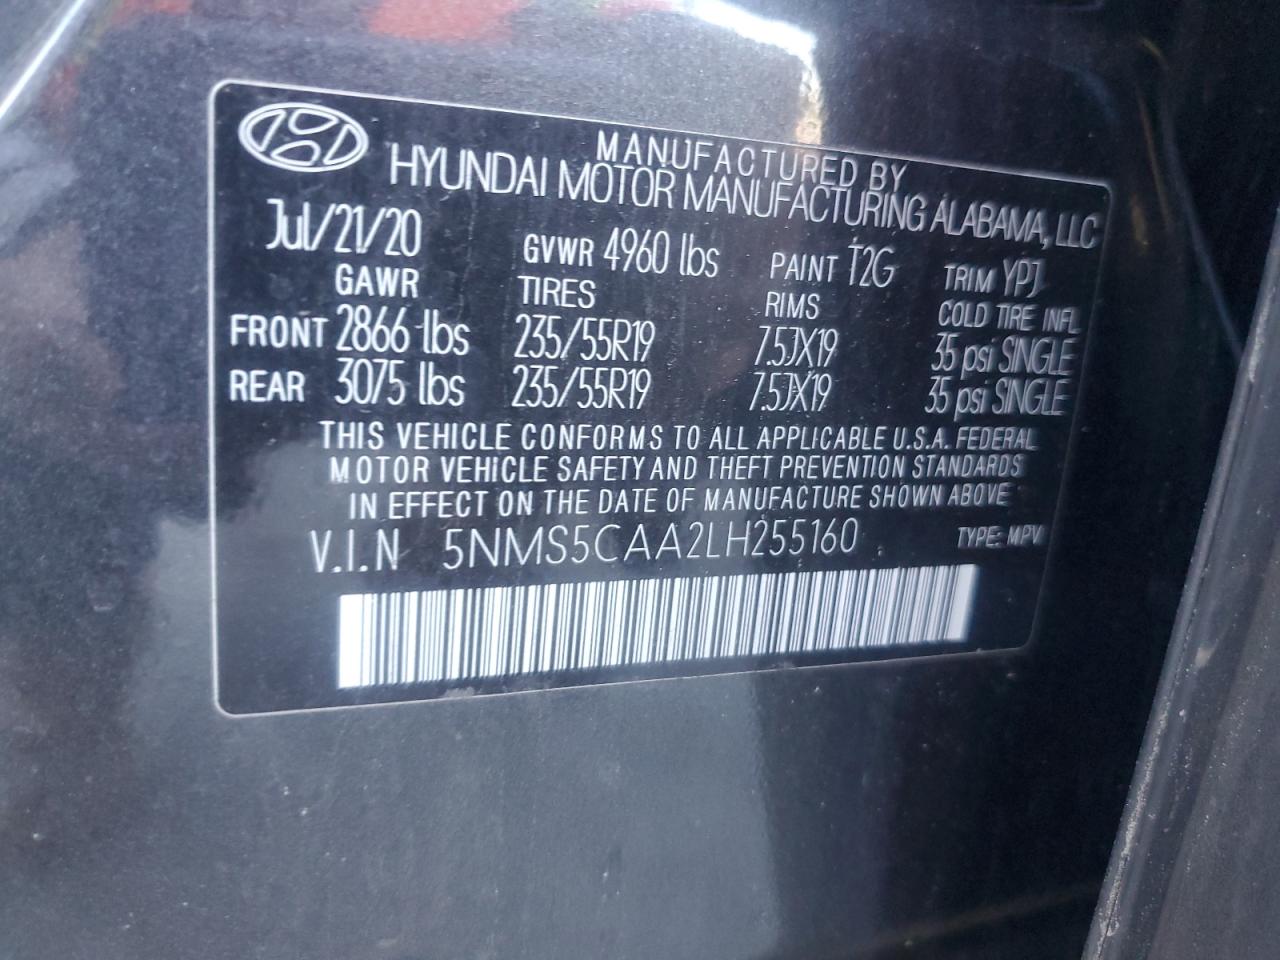 MANUFACTURED BY
HYUNDAI MOTOR MANUFACTURING ALABAMA, LLC
Jul/21/20 GVWR 4960 lbs PAINT T2G TRIM YPJ
GAWR TIRES RIMS COLD TIRE INFL
FRONT 2866 lbs 235/55R19 7.5JX19 35 psi SINGLE
REAR 3075 lbs 235/55R19 7.5JX19 35 psi SINGLE
THIS VEHICLE CONFORMS TO ALL APPLICABLE U.S.A. FEDERAL
MOTOR VEHICLE SAFETY AND THEFT PREVENTION STANDARDS
IN EFFECT ON THE DATE OF MANUFACTURE SHOWN ABOVE
V.I.N 5NMS5CAA2LH255160 TYPE: MPV